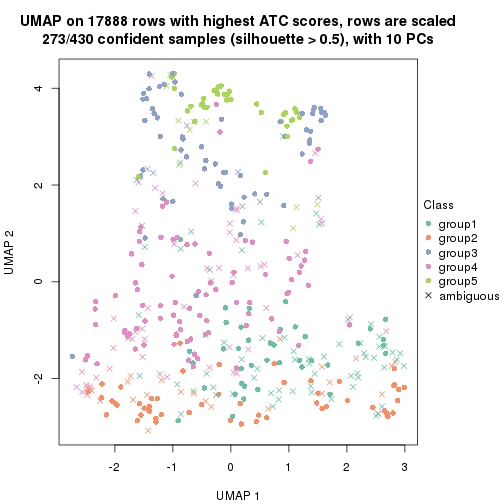 UMAP on 17888 rows with highest ATC scores, rows are scaled
273/430 confident samples (silhouette > 0.5), with 10 PCs
4
2
0
-2
UMAP 2
-2
-1
0
1
2
3
UMAP 1
Class
group1
group2
group3
group4
group5
ambiguous